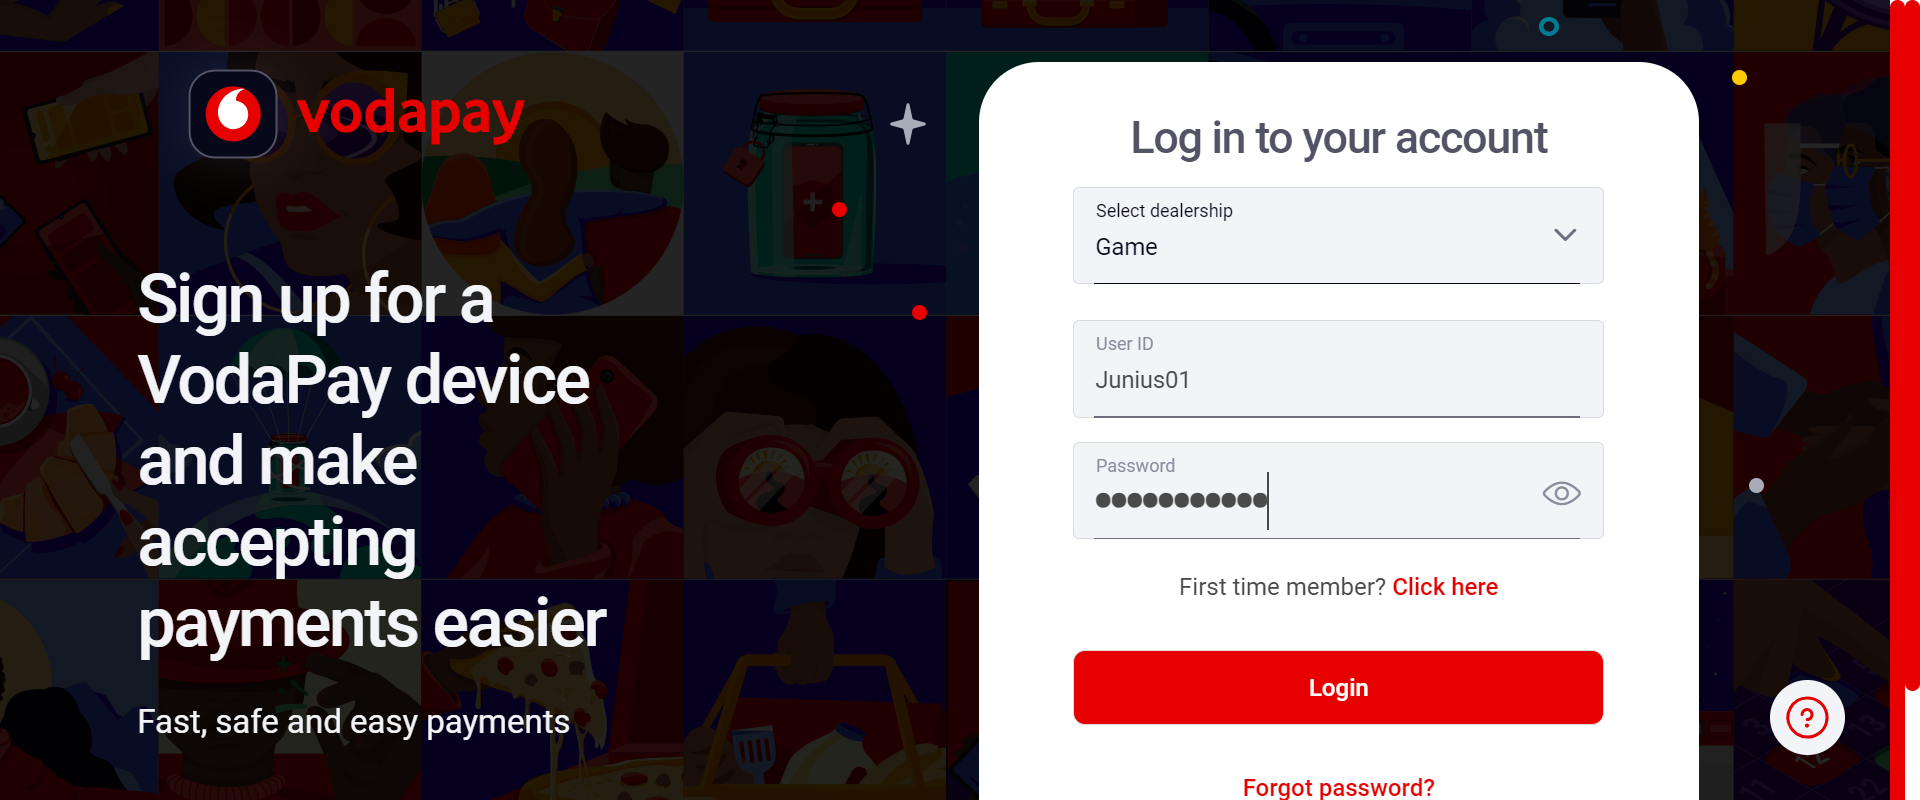 vodapay
Sign up for a
VodaPay device
and make
accepting
payments easier
Fast, safe and easy payments
Log in to your account
Select dealership
Game
User ID
Junius01
Password
●●●●●●●●●●●
First time member? Click here
Login
Forgot password?